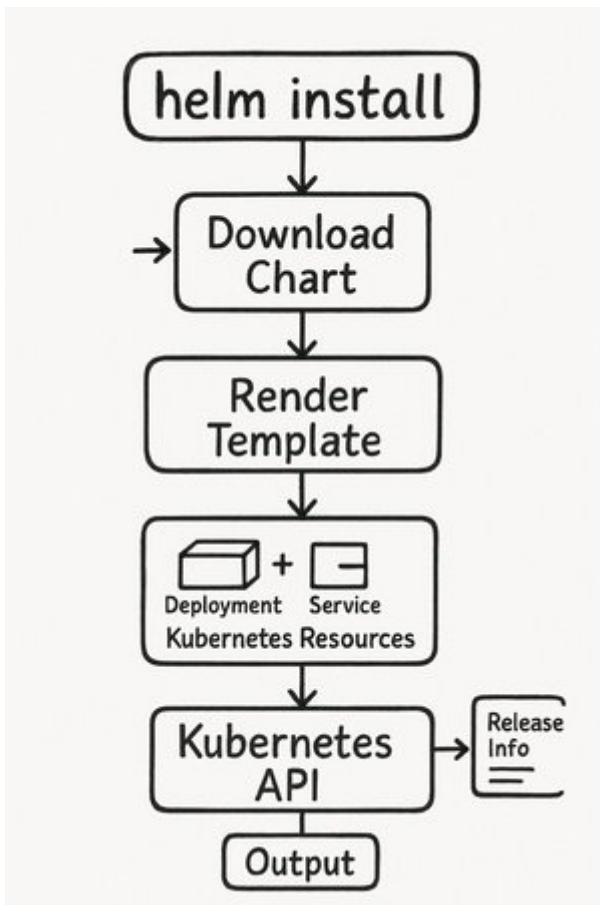 helm install
Download
Chart
Render
Template
+
Deployment Service
Kubernetes Resources
Kubernetes
API
Release
Info
Output